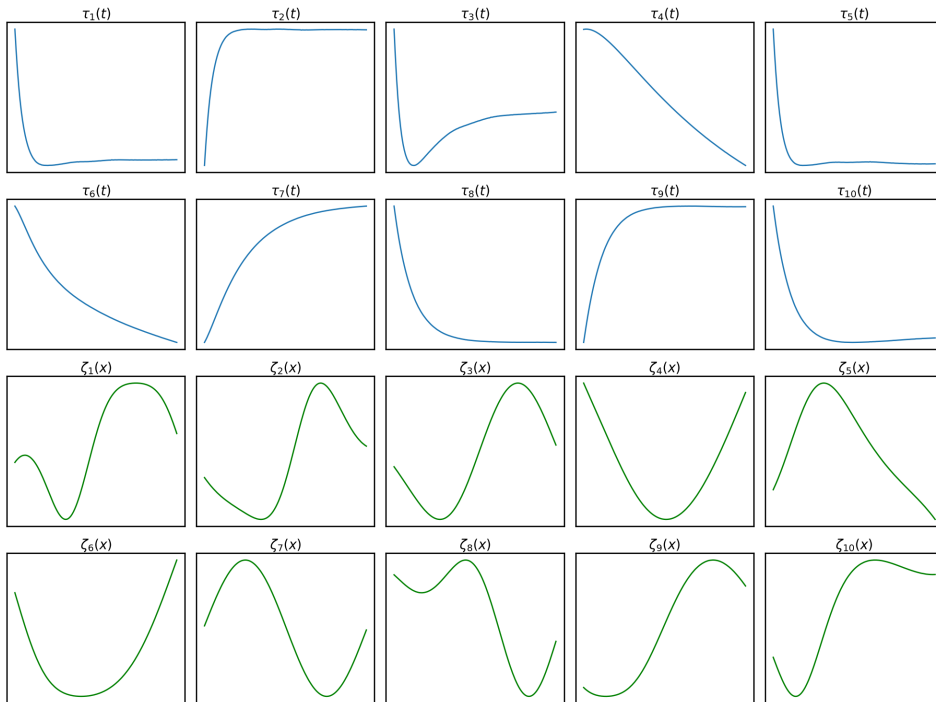 τ₁(t) τ₂(t) τ₃(t) τ₄(t) τ₅(t)
τ₆(t) τ₇(t) τ₈(t) τ₉(t) τ₁₀(t)
ζ₁(x) ζ₂(x) ζ₃(x) ζ₄(x) ζ₅(x)
ζ₆(x) ζ₇(x) ζ₈(x) ζ₉(x) ζ₁₀(x)